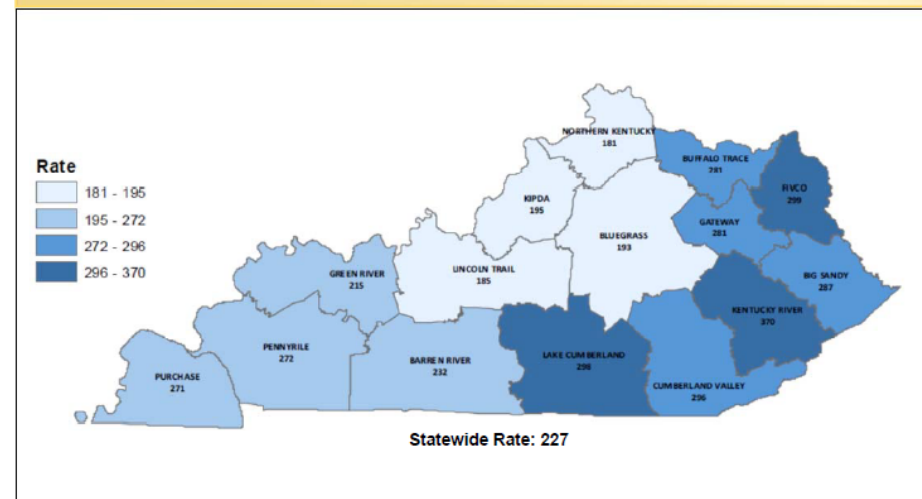 Rate
181 - 195
195 - 272
272 - 296
296 - 370
NORTHERN KENTUCKY
181
BUFFALO TRACE
281
FIVCO
299
KIPDA
195
GATEWAY
281
BLUEGRASS
193
BIG SANDY
287
GREEN RIVER
215
LINCOLN TRAIL
185
KENTUCKY RIVER
370
PENNYRILE
272
BARREN RIVER
232
LAKE CUMBERLAND
298
PURCHASE
271
CUMBERLAND VALLEY
296
Statewide Rate: 227